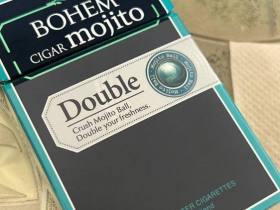 BOHEM
CIGAR mojito
Double
Crush Mojito Ball,
Double your freshness.
CIGARETTES